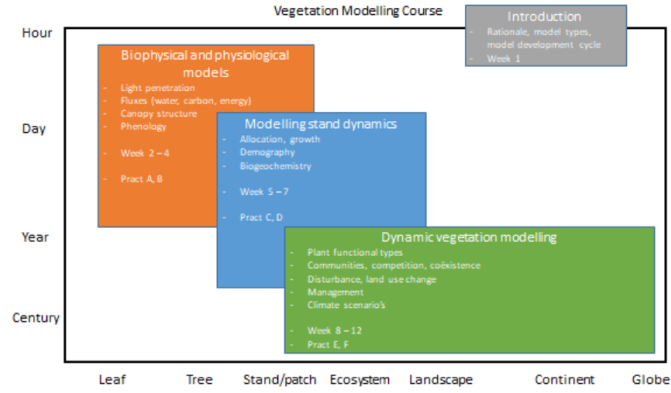 Vegetation Modelling Course
Introduction
- Rationale, model types,
model development cycle
- Week 1
Hour
Day
Year
Century
Biophysical and physiological
models
- Light penetration
- Fluxes (water, carbon, energy)
- Canopy structure
- Phenology
- Week 2 – 4
- Pract A, B
Modelling stand dynamics
- Allocation, growth
- Demography
- Biogeochemistry
- Week 5 – 7
- Pract C, D
Dynamic vegetation modelling
- Plant functional types
- Communities, competition, coëxistence
- Disturbance, land use change
- Management
- Climate scenario's
- Week 8 – 12
- Pract E, F
Leaf Tree Stand/patch Ecosystem Landscape Continent Globe